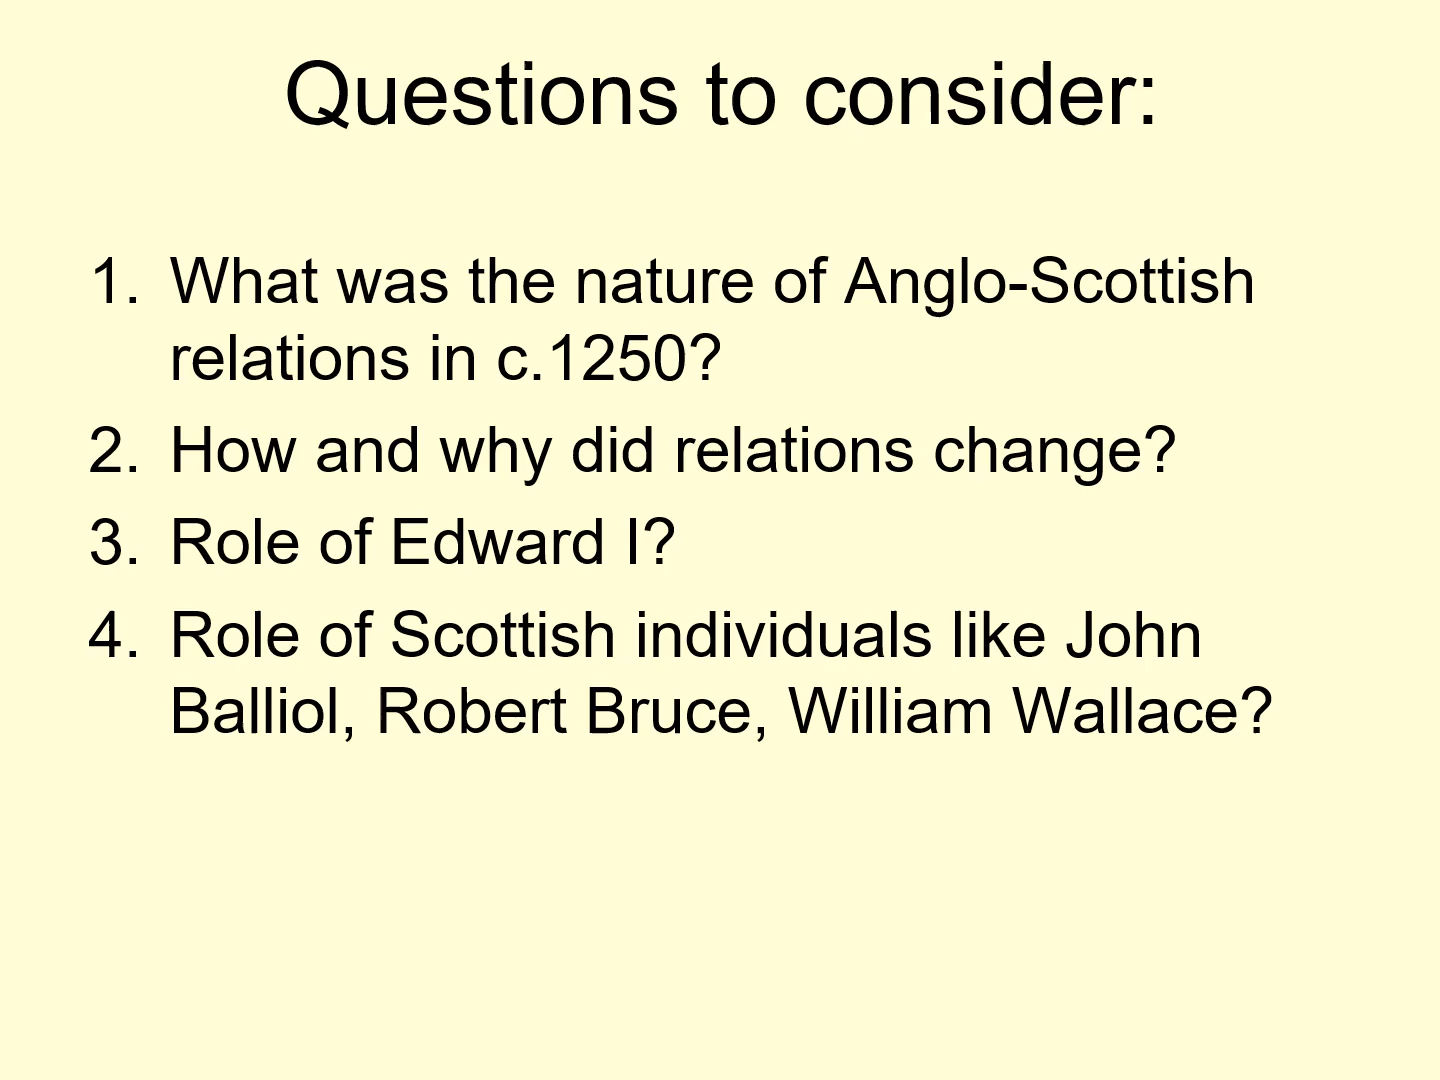 Questions to consider:
1. What was the nature of Anglo-Scottish
relations in c.1250?
2. How and why did relations change?
3. Role of Edward I?
4. Role of Scottish individuals like John
Balliol, Robert Bruce, William Wallace?